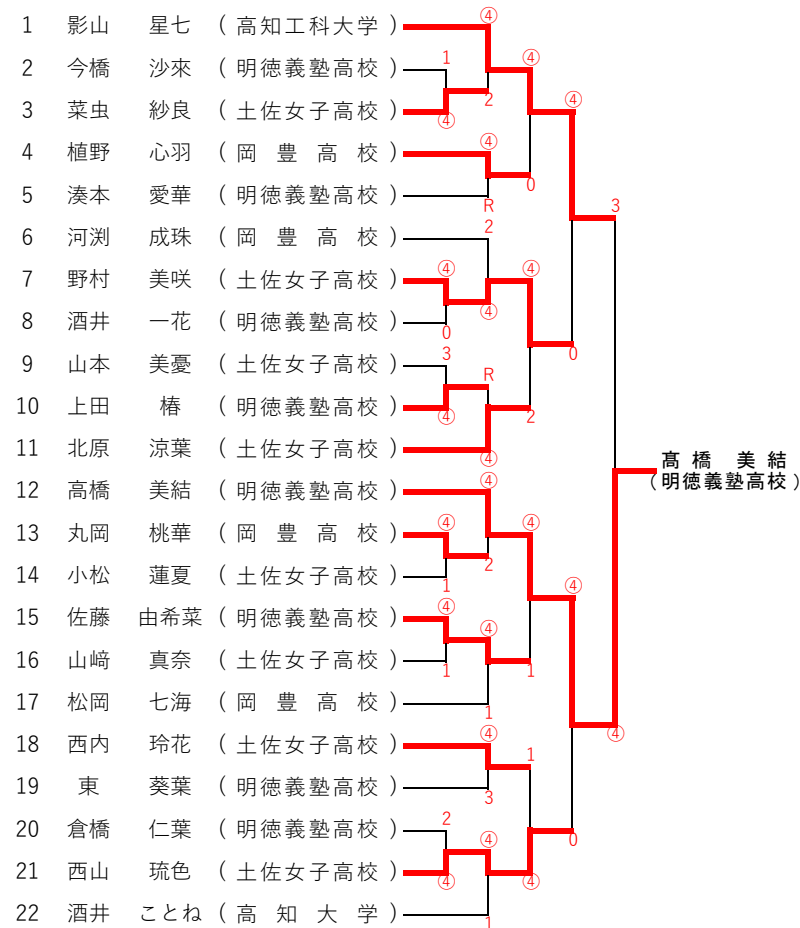 ④
1 影山 星七 ( 高知工科大学 )
1 ④
2 今橋 沙來 ( 明徳義塾高校 )
④
2
3 菜虫 紗良 ( 土佐女子高校 )
④
④
4 植野 心羽 ( 岡豊高校 )
0
5 湊本 愛華 ( 明徳義塾高校 )
R 3
2
6 河渕 成珠 ( 岡豊高校 )
④ ④
7 野村 美咲 ( 土佐女子高校 )
④
8 酒井 一花 ( 明徳義塾高校 )
0
3 0
9 山本 美憂 ( 土佐女子高校 )
R
10 上田 椿 ( 明徳義塾高校 )
④ 2
11 北原 涼葉 ( 土佐女子高校 )
④
髙橋 美結
④
(明徳義塾高校)
12 高橋 美結 ( 明徳義塾高校 )
④ ④
13 丸岡 桃華 ( 岡豊高校 )
2
14 小松 蓮夏 ( 土佐女子高校 )
1 ④
④
15 佐藤 由希菜 ( 明徳義塾高校 )
④
16 山﨑 真奈 ( 土佐女子高校 )
1 1
17 松岡 七海 ( 岡豊高校 )
1
④ ④
18 西内 玲花 ( 土佐女子高校 )
1
19 東 葵葉 ( 明徳義塾高校 )
3
2
20 倉橋 仁葉 ( 明徳義塾高校 )
④ 0
21 西山 琉色 ( 土佐女子高校 )
④ ④
22 酒井 ことね ( 高知大学 )
1